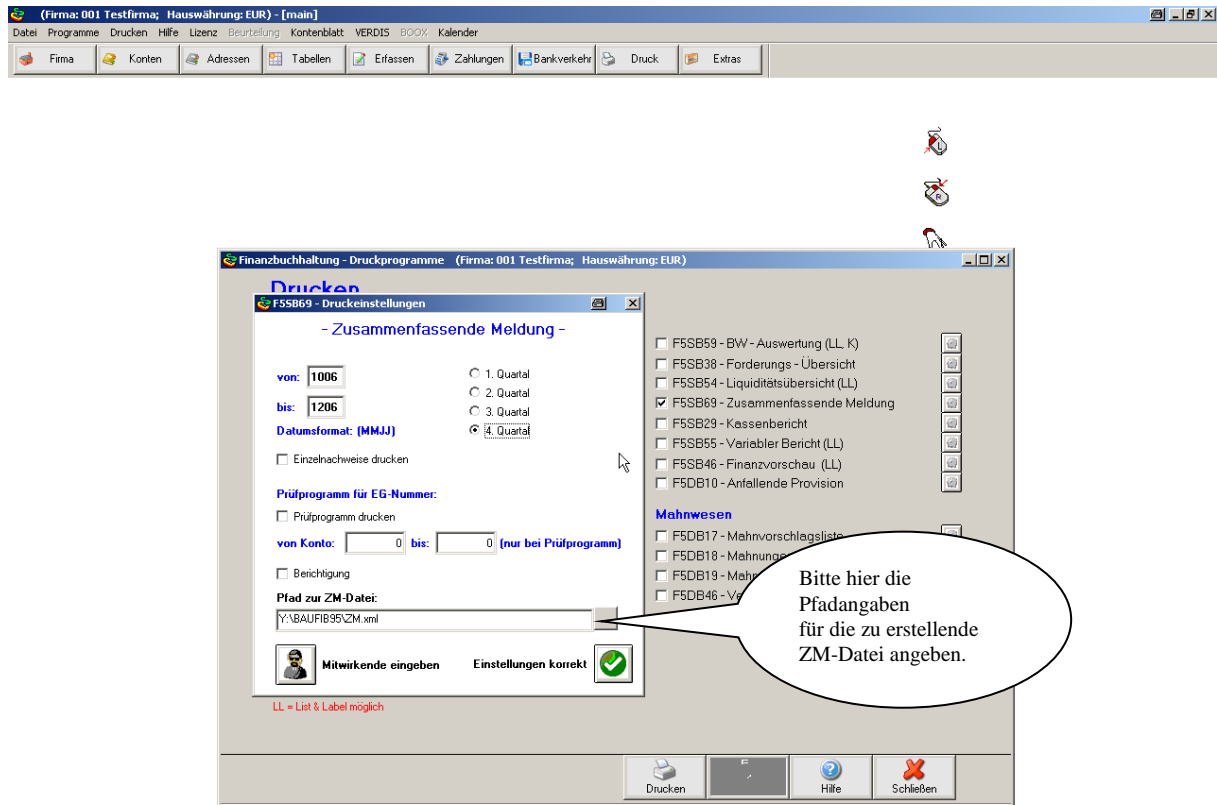 (Firma: 001 Testfirma; Hauswährung: EUR) - [main]
Datei Programme Drucken Hilfe Lizenz Beurteilung Kontenblatt VERDIS BOOX Kalender
Firma Konten Adressen Tabellen Erfassen Zahlungen Bankverkehr Druck Extras
L
R
Finanzbuchhaltung - Druckprogramme (Firma: 001 Testfirma; Hauswährung: EUR)
Drucken
F5SB69 - Druckeinstellungen
- Zusammenfassende Meldung -
von: 1006
bis: 1206
Datumsformat: (MMJJ)
1. Quartal
2. Quartal
3. Quartal
4. Quartal
Einzelnachweise drucken
Prüfprogramm für EG-Nummer:
Prüfprogramm drucken
von Konto: 0 bis: 0 (nur bei Prüfprogramm)
Berichtigung
Pfad zur ZM-Datei:
Y:\BAUFIB95\ZM.xml
Mitwirkende eingeben Einstellungen korrekt
F5SB59 - BW - Auswertung (LL, K)
F5SB38 - Forderungs - Übersicht
F5SB54 - Liquiditätsübersicht (LL)
F5SB69 - Zusammenfassende Meldung
F5SB29 - Kassenbericht
F5SB55 - Variabler Bericht (LL)
F5SB46 - Finanzvorschau (LL)
F5DB10 - Anfallende Provision
Mahnwesen
F5DB17 - Mahnvorschlagsliste
F5DB18 - Mahnunge
F5DB19 - Mahn
F5DB46 - Ve
Bitte hier die
Pfadangaben
für die zu erstellende
ZM-Datei angeben.
LL = List & Label möglich
Drucken Hilfe Schließen